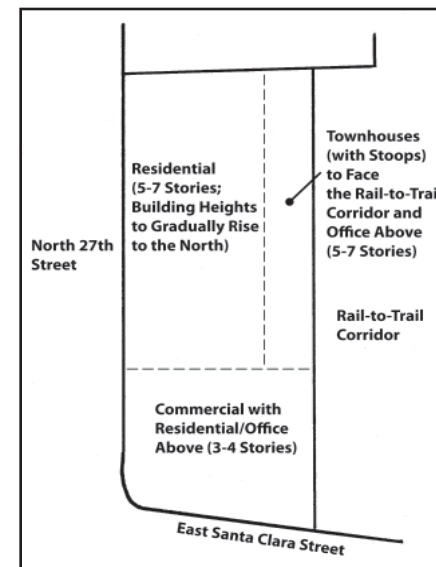 Residential
(5-7 Stories;
Building Heights
to Gradually Rise
to the North)
Townhouses
(with Stoops)
to Face
the Rail-to-Trail
Corridor and
Office Above
(5-7 Stories)
North 27th
Street
Rail-to-Trail
Corridor
Commercial with
Residential/Office
Above (3-4 Stories)
East Santa Clara Street